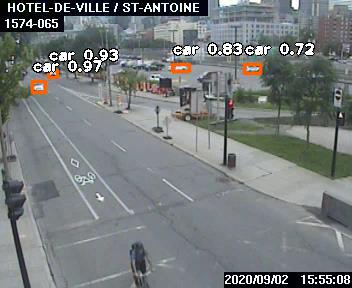 HOTEL-DE-VILLE / ST-ANTOINE
1574-065
car 0.93
car 0.83
car 0.72
car 0.97
2020/09/02 15:55:08